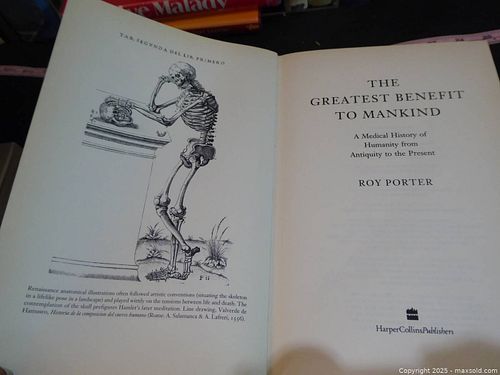 Malady
TAB. SEGVNDA DEL LIB. PRIMERO
Renaissance anatomical illustrations often followed artistic conventions (situating the skeleton
in a lifelike pose in a landscape) and played wittily on the tensions between life and death. The
contemplation of the skull prefigures Hamlet's later meditation. Line drawing, Valverde de
Hamusco, Historia de la composicion del cuerpo humano (Rome: A. Salamanca & A. Lafreri, 1556).
THE
GREATEST BENEFIT
TO MANKIND
A Medical History of
Humanity from
Antiquity to the Present
ROY PORTER
HarperCollinsPublishers
Copyright 2025 - maxsold.com